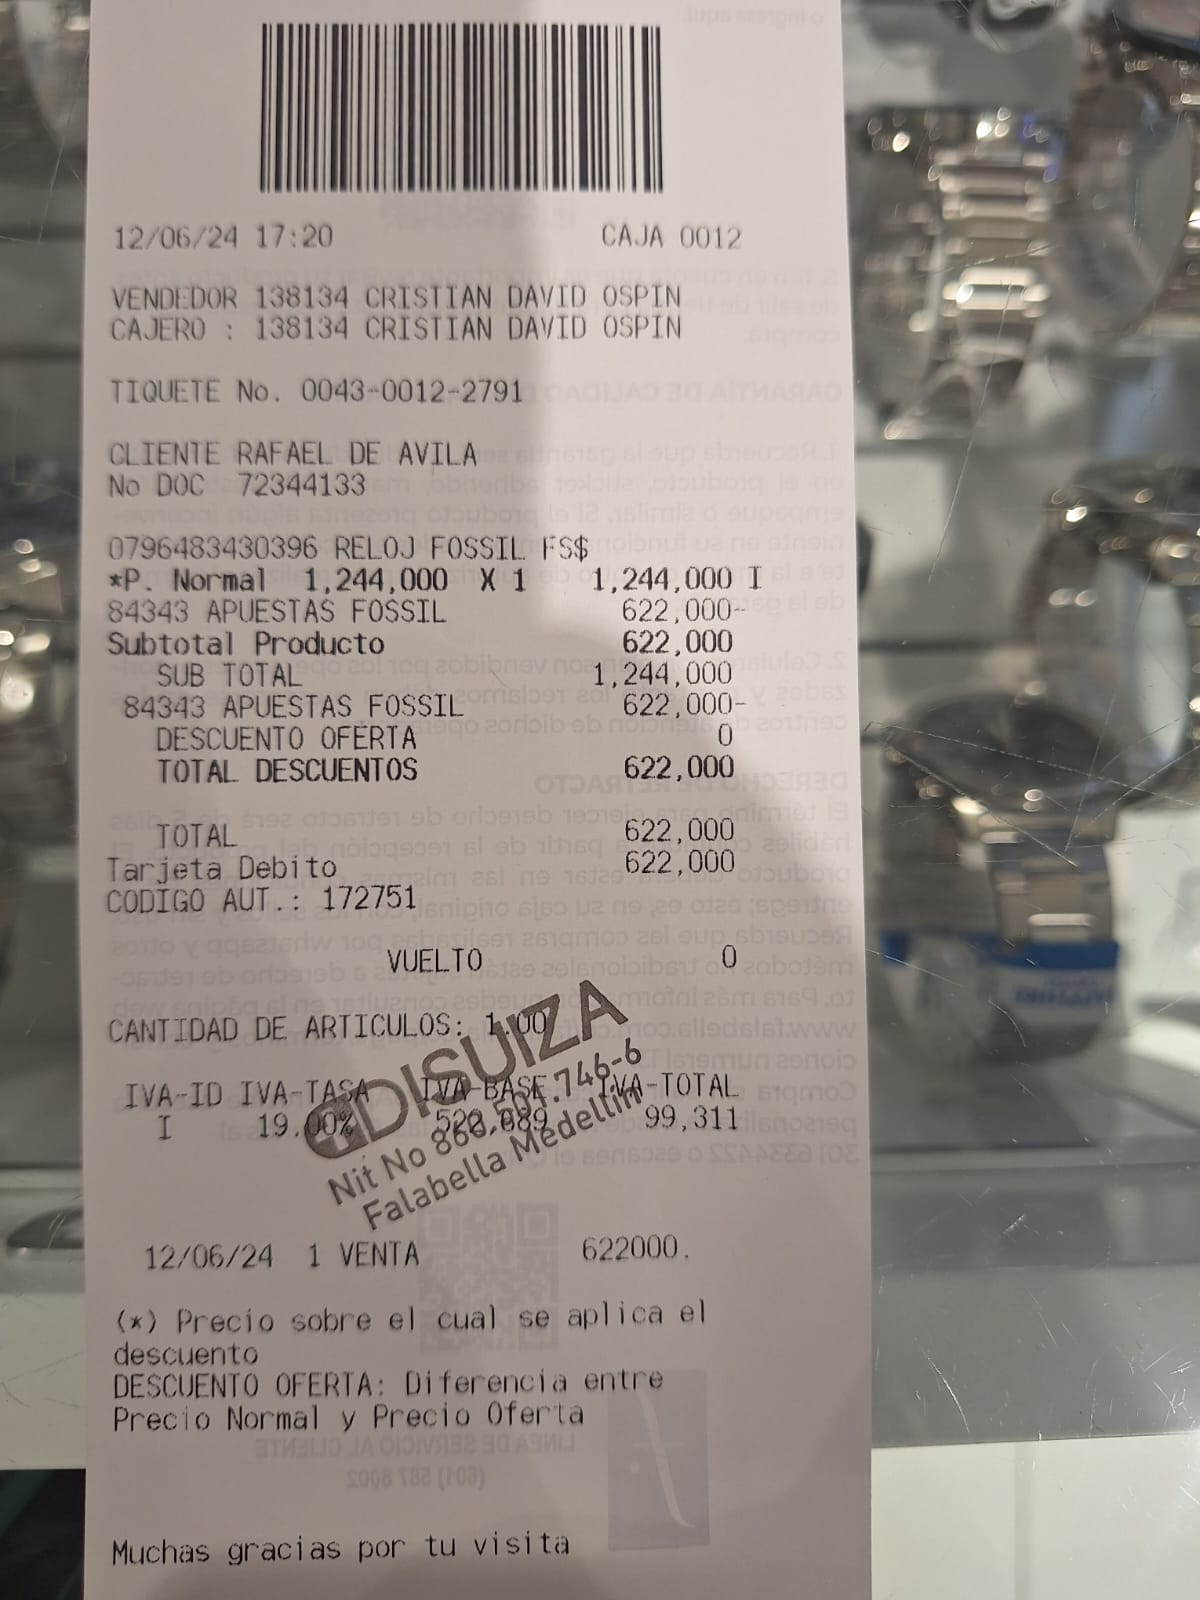 12/06/24 17:20 CAJA 0012
VENDEDOR 138134 CRISTIAN DAVID OSPIN
CAJERO : 138134 CRISTIAN DAVID OSPIN
TIQUETE No. 0043-0012-2791
CLIENTE RAFAEL DE AVILA
No DOC 72344133
0796483430396 RELOJ FOSSIL FS$
*P. Normal 1,244,000 X 1 1,244,000 I
84343 APUESTAS FOSSIL 622,000-
Subtotal Producto 622,000
SUB TOTAL 1,244,000
84343 APUESTAS FOSSIL 622,000-
DESCUENTO OFERTA 0
TOTAL DESCUENTOS 622,000
TOTAL 622,000
Tarjeta Debito 622,000
CODIGO AUT.: 172751
VUELTO 0
CANTIDAD DE ARTICULOS: 1.00
DISUIZA
IVA-ID IVA-TASA IVA-BASE IVA-TOTAL
I 19.00% 522,689 99,311
Nit No
Falabella Medellin
12/06/24 1 VENTA 622000.
(*) Precio sobre el cual se aplica el
descuento
DESCUENTO OFERTA: Diferencia entre
Precio Normal y Precio Oferta
Muchas gracias por tu visita